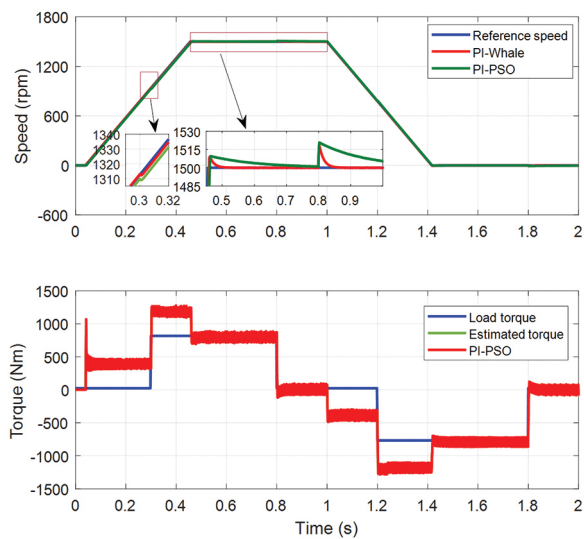 1800
1200
600
0
-600
Speed (rpm)
Reference speed
PI-Whale
PI-PSO
1340
1330
1320
1310
0.3 0.32
1530
1515
1500
1485
0.5 0.6 0.7 0.8 0.9
0 0.2 0.4 0.6 0.8 1 1.2 1.4 1.6 1.8 2
1500
1000
500
0
-500
-1000
-1500
Torque (Nm)
Load torque
Estimated torque
PI-PSO
0 0.2 0.4 0.6 0.8 1 1.2 1.4 1.6 1.8 2
Time (s)